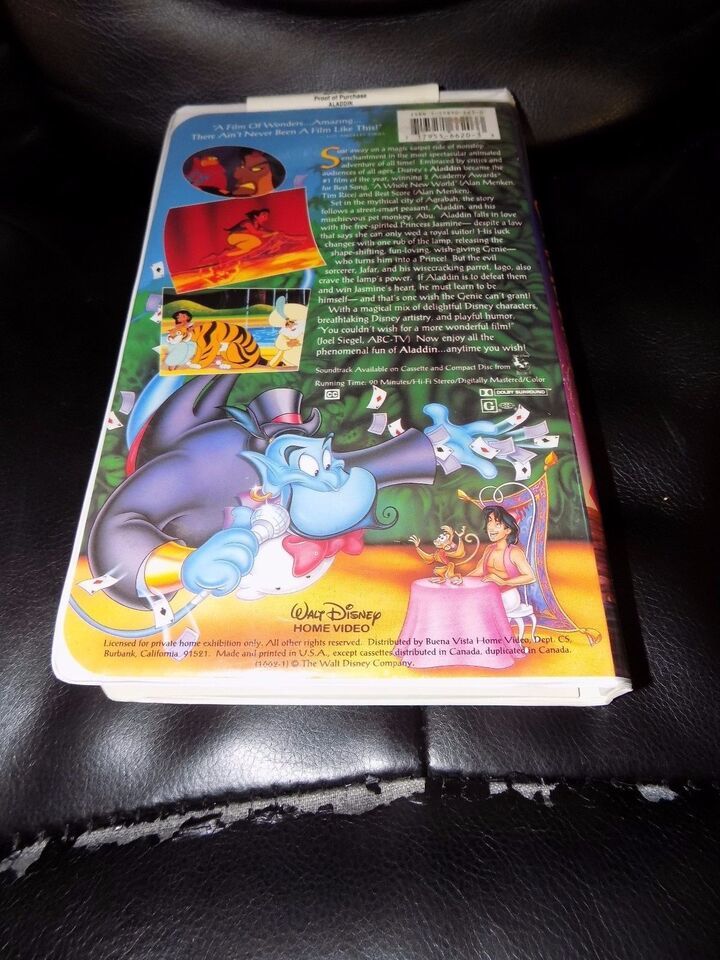 Proof of Purchase
ALADDIN
"A Film Of Wonders...Amazing...
There Ain't Never Been A Film Like This!"
Soar away on a magic carpet ride of nonstop
enchantment in the most spectacular animated
adventure of all time! Embraced by critics and
audiences of all ages, Disney's Aladdin became the
#1 film of the year, winning 2 Academy Awards®
for Best Song, "A Whole New World" (Alan Menken,
Tim Rice) and Best Score (Alan Menken).
Set in the mythical city of Agrabah, the story
follows a street-smart peasant, Aladdin, and his
mischievous pet monkey, Abu. Aladdin falls in love
with the free-spirited Princess Jasmine— despite a law
that says she can only wed a royal suitor! His luck
changes with one rub of the lamp, releasing the
shape-shifting, fun-loving, wish-giving Genie—
who turns him into a Prince! But the evil
sorcerer, Jafar, and his wisecracking parrot, Iago, also
crave the lamp's power. If Aladdin is to defeat them
and win Jasmine's heart, he must learn to be
himself— and that's one wish the Genie can't grant!
With a magical mix of delightful Disney characters,
breathtaking Disney artistry, and playful humor,
"You couldn't wish for a more wonderful film!"
(Joel Siegel, ABC-TV) Now enjoy all the
phenomenal fun of Aladdin...anytime you wish!
Soundtrack Available on Cassette and Compact Disc from
Running Time: 90 Minutes/Hi-Fi Stereo/Digitally Mastered/Color
CC
DOLBY SURROUND
G
WALT DISNEY
HOME VIDEO
Licensed for private home exhibition only. All other rights reserved. Distributed by Buena Vista Home Video, Dept. CS,
Burbank, California 91521. Made and printed in U.S.A., except cassettes distributed in Canada, duplicated in Canada.
(1662-1) © The Walt Disney Company.